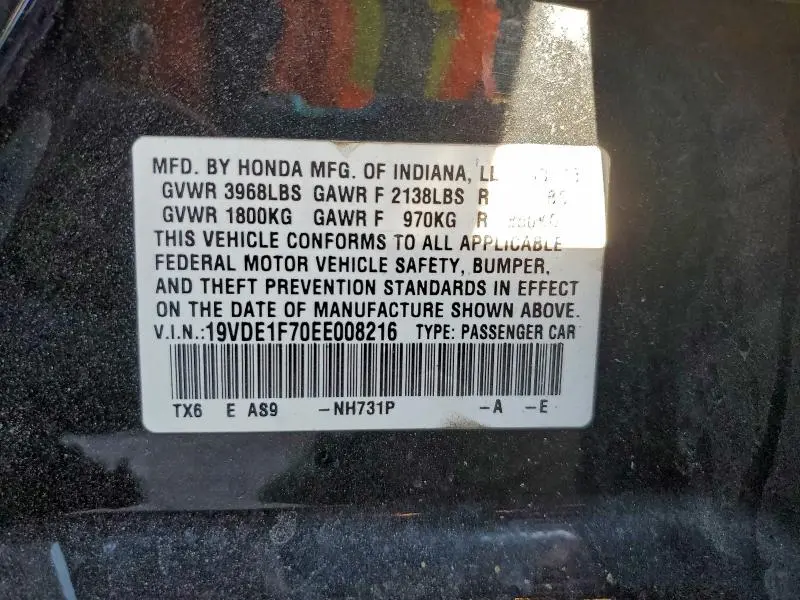 MFD. BY HONDA MFG. OF INDIANA, LL
GVWR 3968LBS GAWR F 2138LBS R
GVWR 1800KG GAWR F 970KG R
THIS VEHICLE CONFORMS TO ALL APPLICABLE
FEDERAL MOTOR VEHICLE SAFETY, BUMPER,
AND THEFT PREVENTION STANDARDS IN EFFECT
ON THE DATE OF MANUFACTURE SHOWN ABOVE.
V.I.N.:19VDE1F70EE008216 TYPE: PASSENGER CAR
TX6 E AS9 -NH731P -A -E